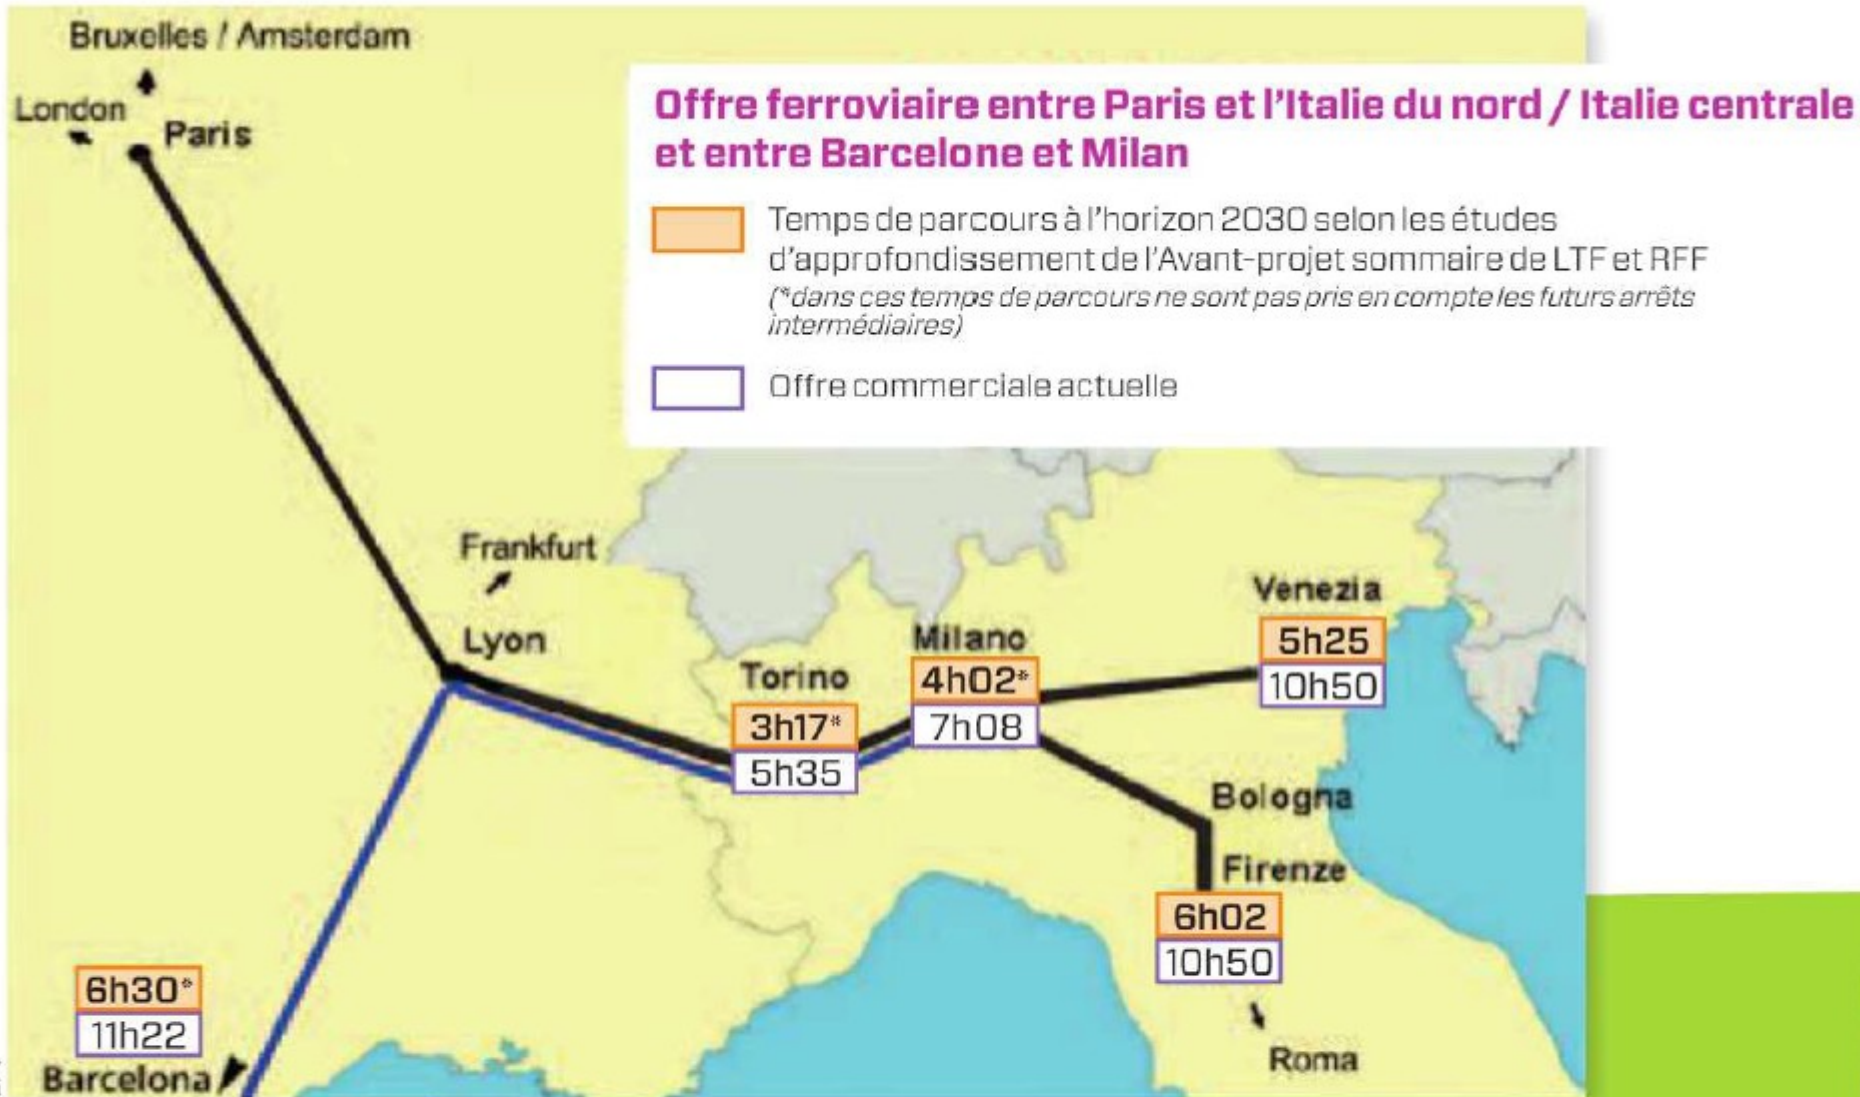 Bruxelles / Amsterdam
London
Paris
Offre ferroviaire entre Paris et l'Italie du nord / Italie centrale
et entre Barcelone et Milan
Temps de parcours à l'horizon 2030 selon les études
d'approfondissement de l'Avant-projet sommaire de LTF et RFF
(*dans ces temps de parcours ne sont pas pris en compte les futurs arrêts
intermédiaires)
Offre commerciale actuelle
Frankfurt
Lyon
Torino
3h17*
5h35
Milano
4h02*
7h08
Venezia
5h25
10h50
Bologna
Firenze
6h02
10h50
Roma
6h30*
11h22
Barcelona